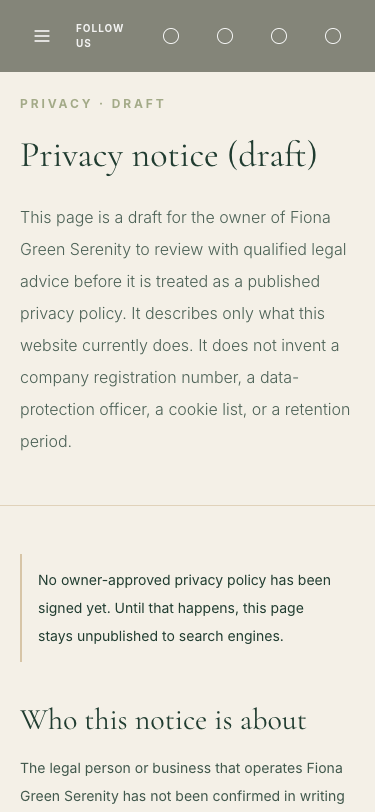 FOLLOW
US
PRIVACY · DRAFT
Privacy notice (draft)
This page is a draft for the owner of Fiona
Green Serenity to review with qualified legal
advice before it is treated as a published
privacy policy. It describes only what this
website currently does. It does not invent a
company registration number, a data-
protection officer, a cookie list, or a retention
period.
No owner-approved privacy policy has been
signed yet. Until that happens, this page
stays unpublished to search engines.
Who this notice is about
The legal person or business that operates Fiona
Green Serenity has not been confirmed in writing